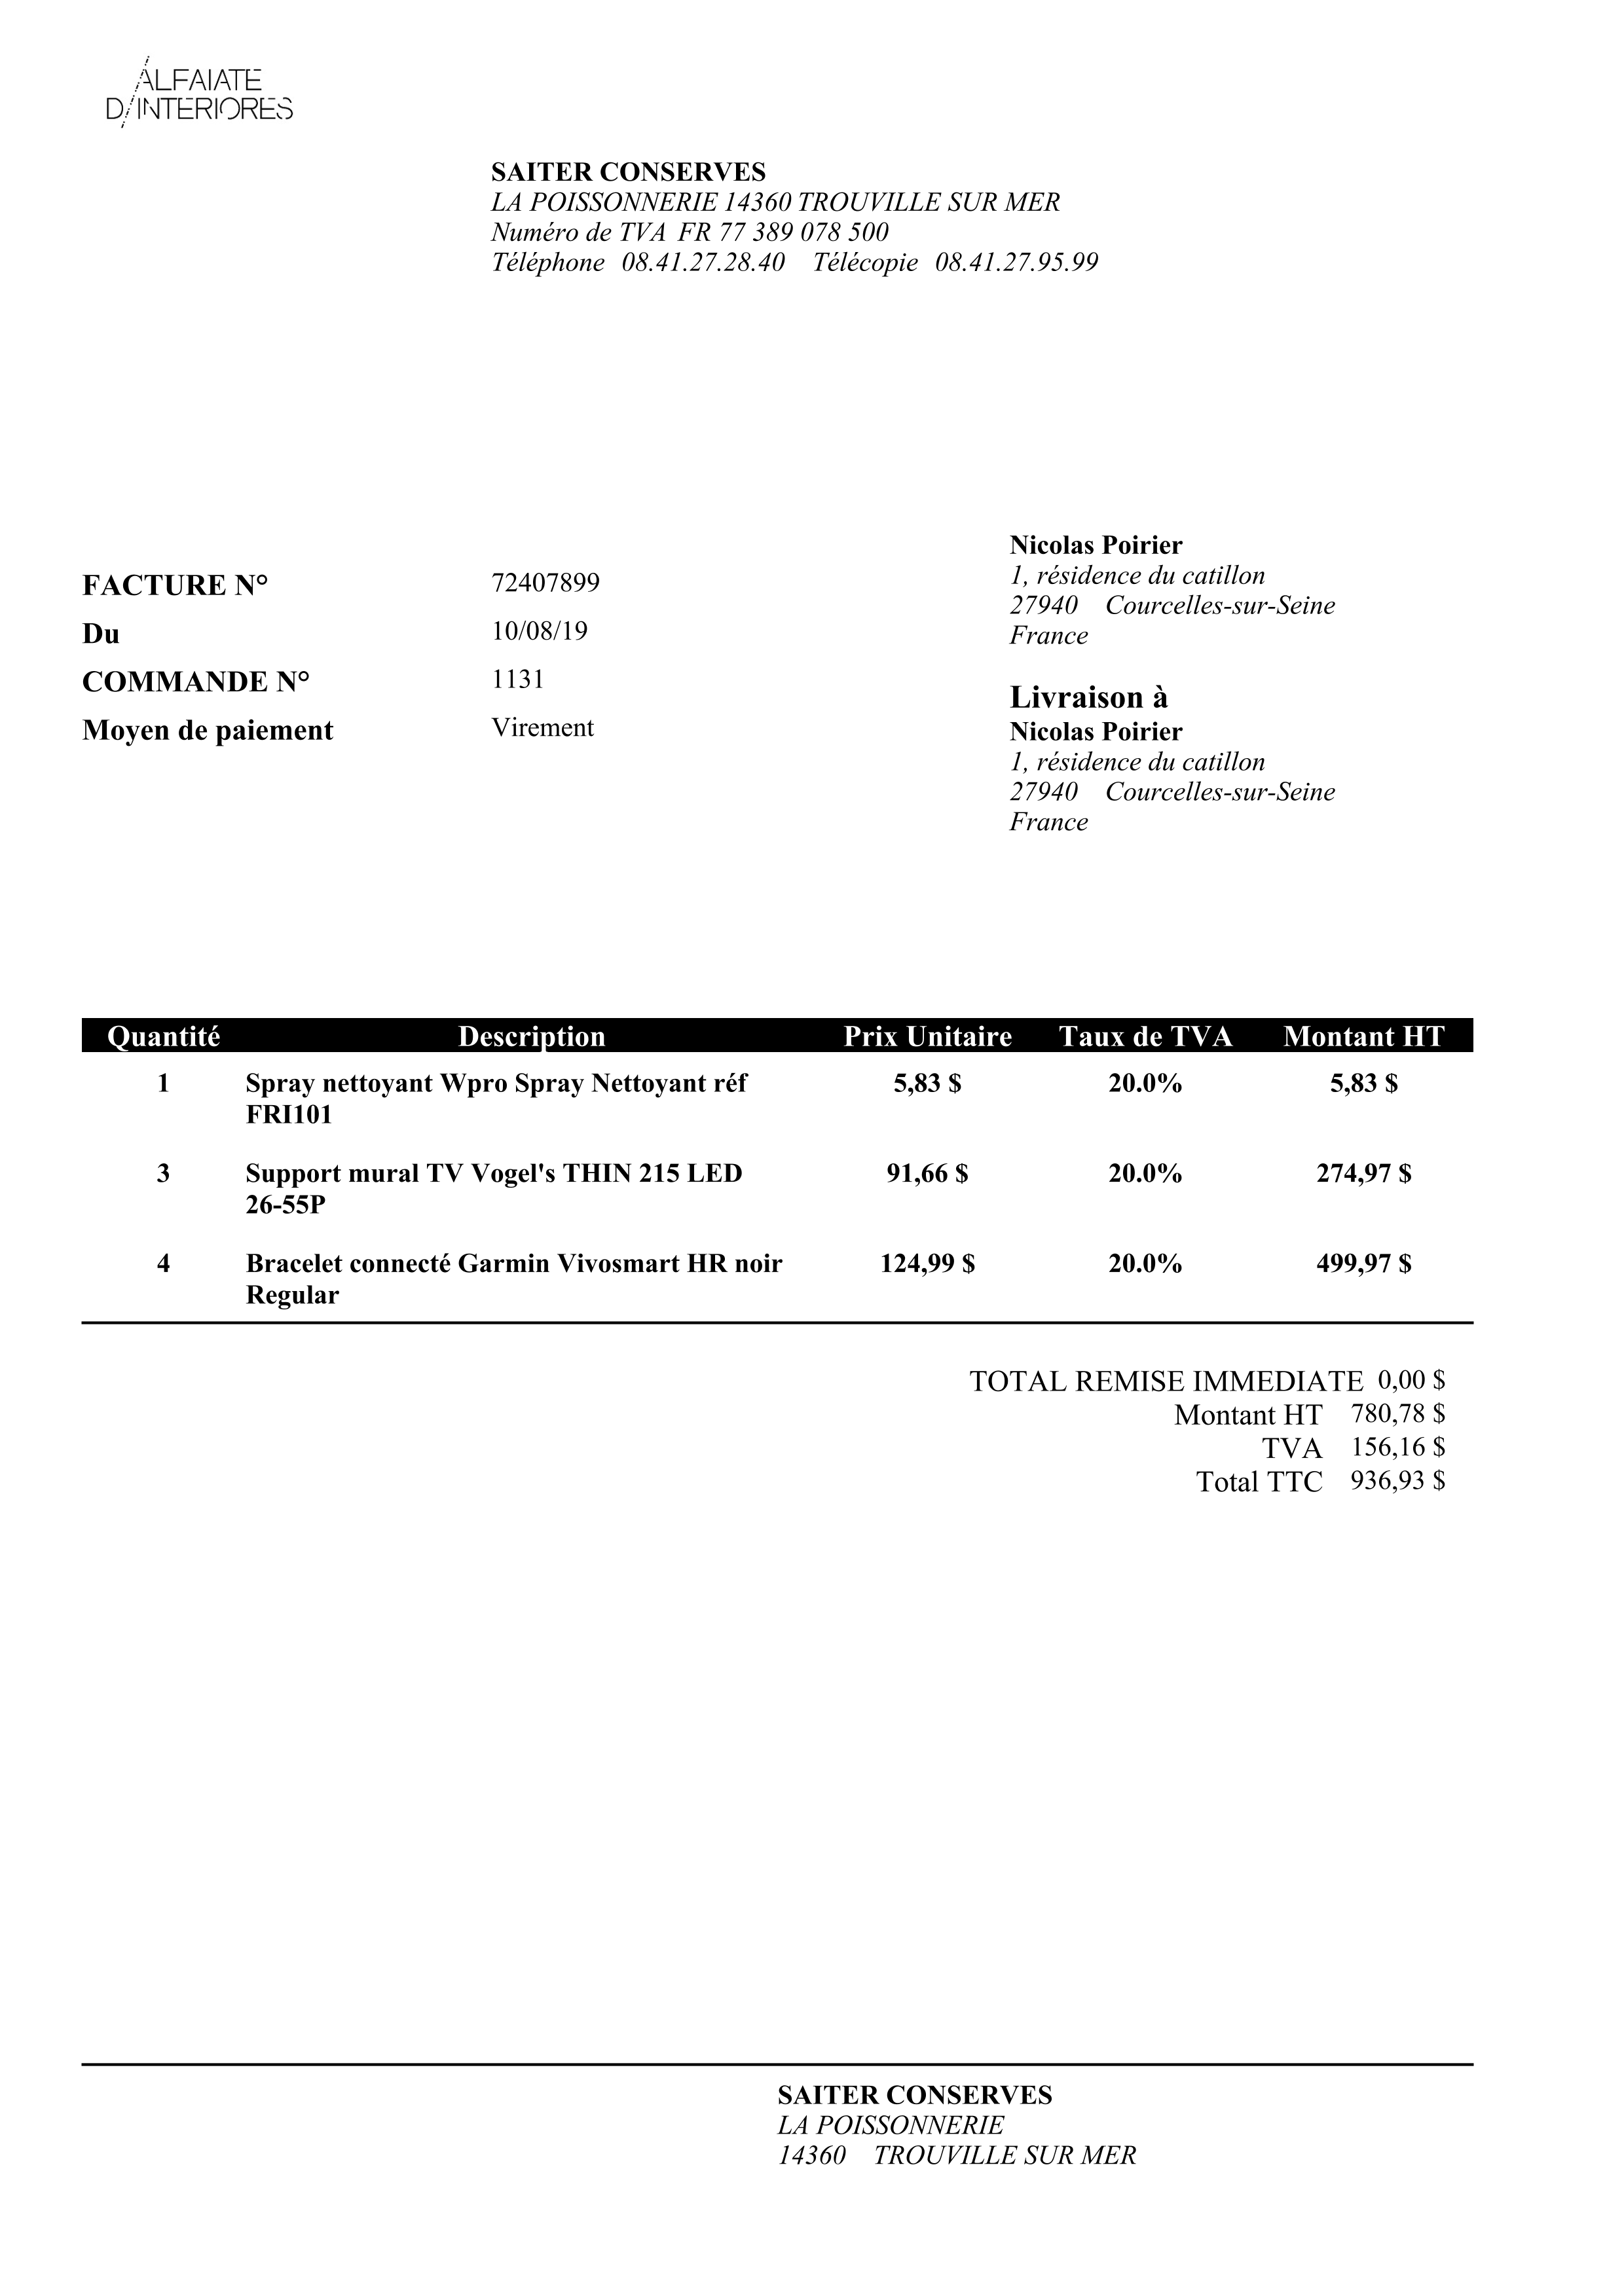 ALFAIATE
D/INTERIORES
SAITER CONSERVES
LA POISSONNERIE 14360 TROUVILLE SUR MER
Numéro de TVA FR 77 389 078 500
Téléphone 08.41.27.28.40 Télécopie 08.41.27.95.99
FACTURE N° 72407899
Du 10/08/19
COMMANDE N° 1131
Moyen de paiement Virement
Nicolas Poirier
1, résidence du catillon
27940 Courcelles-sur-Seine
France
Livraison à
Nicolas Poirier
1, résidence du catillon
27940 Courcelles-sur-Seine
France
Quantité Description Prix Unitaire Taux de TVA Montant HT
1 Spray nettoyant Wpro Spray Nettoyant réf 5,83 $ 20.0% 5,83 $
FRI101
3 Support mural TV Vogel's THIN 215 LED 91,66 $ 20.0% 274,97 $
26-55P
4 Bracelet connecté Garmin Vivosmart HR noir 124,99 $ 20.0% 499,97 $
Regular
TOTAL REMISE IMMEDIATE 0,00 $
Montant HT 780,78 $
TVA 156,16 $
Total TTC 936,93 $
SAITER CONSERVES
LA POISSONNERIE
14360 TROUVILLE SUR MER